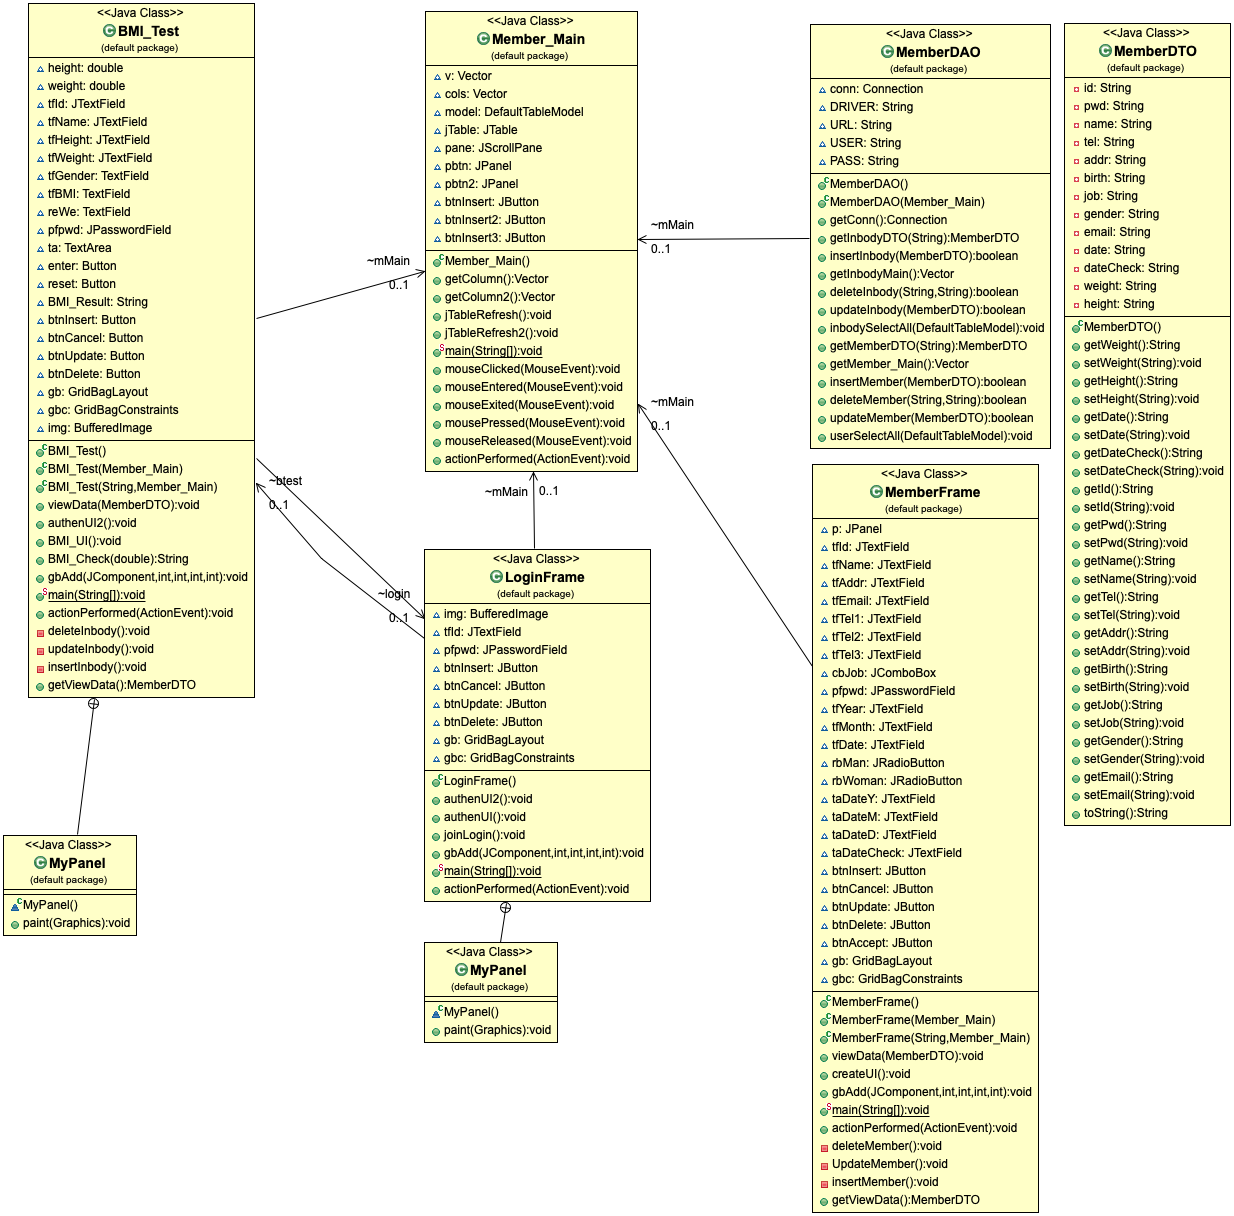 <<Java Class>>
BMI_Test
(default package)
height: double
weight: double
tfId: JTextField
tfName: JTextField
tfHeight: JTextField
tfWeight: JTextField
tfGender: TextField
tfBMI: TextField
reWe: TextField
pfpwd: JPasswordField
ta: TextArea
enter: Button
reset: Button
BMI_Result: String
btnInsert: Button
btnCancel: Button
btnUpdate: Button
btnDelete: Button
gb: GridBagLayout
gbc: GridBagConstraints
img: BufferedImage
BMI_Test()
BMI_Test(Member_Main)
BMI_Test(String,Member_Main)
viewData(MemberDTO):void
authenUI2():void
BMI_UI():void
BMI_Check(double):String
gbAdd(JComponent,int,int,int,int):void
main(String[]):void
actionPerformed(ActionEvent):void
deleteInbody():void
updateInbody():void
insertInbody():void
getViewData():MemberDTO
<<Java Class>>
MyPanel
(default package)
MyPanel()
paint(Graphics):void
~mMain
0..1
~btest
0..1
~login
0..1
<<Java Class>>
Member_Main
(default package)
v: Vector
cols: Vector
model: DefaultTableModel
jTable: JTable
pane: JScrollPane
pbtn: JPanel
pbtn2: JPanel
btnInsert: JButton
btnInsert2: JButton
btnInsert3: JButton
Member_Main()
getColumn():Vector
getColumn2():Vector
jTableRefresh():void
jTableRefresh2():void
main(String[]):void
mouseClicked(MouseEvent):void
mouseEntered(MouseEvent):void
mouseExited(MouseEvent):void
mousePressed(MouseEvent):void
mouseReleased(MouseEvent):void
actionPerformed(ActionEvent):void
~mMain
0..1
<<Java Class>>
LoginFrame
(default package)
img: BufferedImage
tfId: JTextField
pfpwd: JPasswordField
btnInsert: JButton
btnCancel: JButton
btnUpdate: JButton
btnDelete: JButton
gb: GridBagLayout
gbc: GridBagConstraints
LoginFrame()
authenUI2():void
authenUI():void
joinLogin():void
gbAdd(JComponent,int,int,int,int):void
main(String[]):void
actionPerformed(ActionEvent):void
<<Java Class>>
MyPanel
(default package)
MyPanel()
paint(Graphics):void
~mMain
0..1
~mMain
0..1
<<Java Class>>
MemberDAO
(default package)
conn: Connection
DRIVER: String
URL: String
USER: String
PASS: String
MemberDAO()
MemberDAO(Member_Main)
getConn():Connection
getInbodyDTO(String):MemberDTO
insertInbody(MemberDTO):boolean
getInbodyMain():Vector
deleteInbody(String,String):boolean
updateInbody(MemberDTO):boolean
inbodySelectAll(DefaultTableModel):void
getMemberDTO(String):MemberDTO
getMember_Main():Vector
insertMember(MemberDTO):boolean
deleteMember(String,String):boolean
updateMember(MemberDTO):boolean
userSelectAll(DefaultTableModel):void
<<Java Class>>
MemberFrame
(default package)
p: JPanel
tfId: JTextField
tfName: JTextField
tfAddr: JTextField
tfEmail: JTextField
tfTel1: JTextField
tfTel2: JTextField
tfTel3: JTextField
cbJob: JComboBox
pfpwd: JPasswordField
tfYear: JTextField
tfMonth: JTextField
tfDate: JTextField
rbMan: JRadioButton
rbWoman: JRadioButton
taDateY: JTextField
taDateM: JTextField
taDateD: JTextField
taDateCheck: JTextField
btnInsert: JButton
btnCancel: JButton
btnUpdate: JButton
btnDelete: JButton
btnAccept: JButton
gb: GridBagLayout
gbc: GridBagConstraints
MemberFrame()
MemberFrame(Member_Main)
MemberFrame(String,Member_Main)
viewData(MemberDTO):void
createUI():void
gbAdd(JComponent,int,int,int,int):void
main(String[]):void
actionPerformed(ActionEvent):void
deleteMember():void
UpdateMember():void
insertMember():void
getViewData():MemberDTO
<<Java Class>>
MemberDTO
(default package)
id: String
pwd: String
name: String
tel: String
addr: String
birth: String
job: String
gender: String
email: String
date: String
dateCheck: String
weight: String
height: String
MemberDTO()
getWeight():String
setWeight(String):void
getHeight():String
setHeight(String):void
getDate():String
setDate(String):void
getDateCheck():String
setDateCheck(String):void
getId():String
setId(String):void
getPwd():String
setPwd(String):void
getName():String
setName(String):void
getTel():String
setTel(String):void
getAddr():String
setAddr(String):void
getBirth():String
setBirth(String):void
getJob():String
setJob(String):void
getGender():String
setGender(String):void
getEmail():String
setEmail(String):void
toString():String